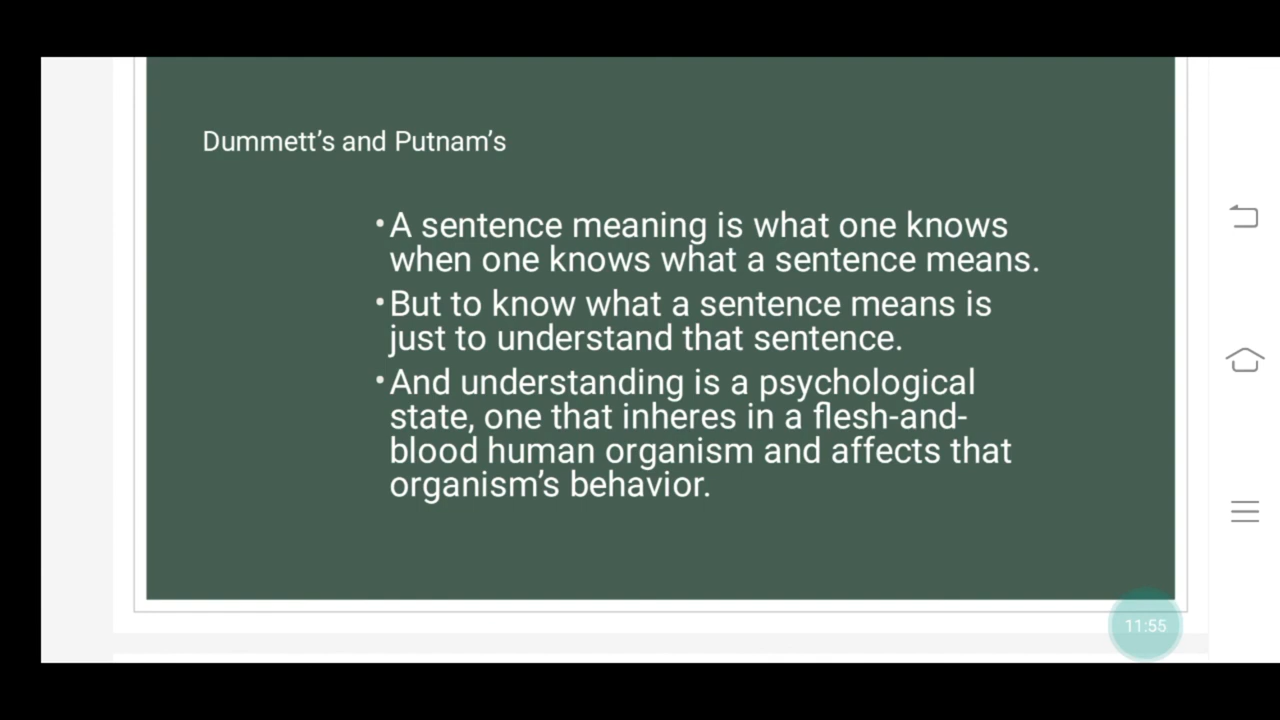 Dummett’s and Putnam’s
•A sentence meaning is what one knows
when one knows what a sentence means.
•But to know what a sentence means is
just to understand that sentence.
•And understanding is a psychological
state, one that inheres in a flesh-and-
blood human organism and affects that
organism’s behavior.
11:55